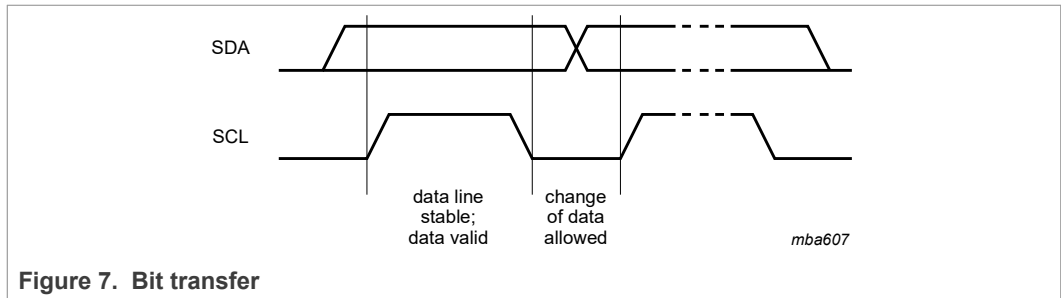 SDA
SCL
data line
stable;
data valid
change
of data
allowed
mba607
Figure 7. Bit transfer